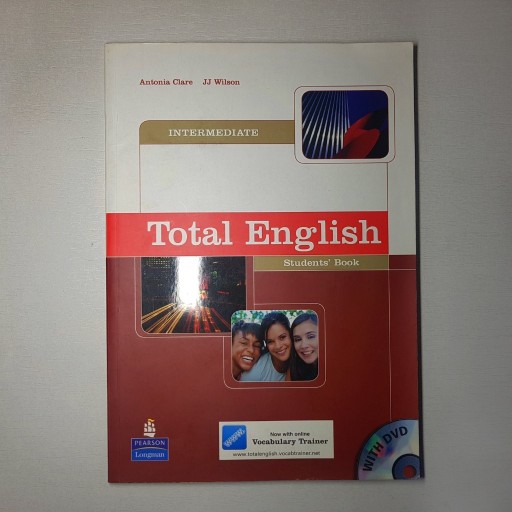 Antonia Clare JJ Wilson
INTERMEDIATE
Total English
Students' Book
PEARSON
Longman
www.
Now with online
Vocabulary Trainer
www.totalenglish-vocabtrainer.net
WITH DVD